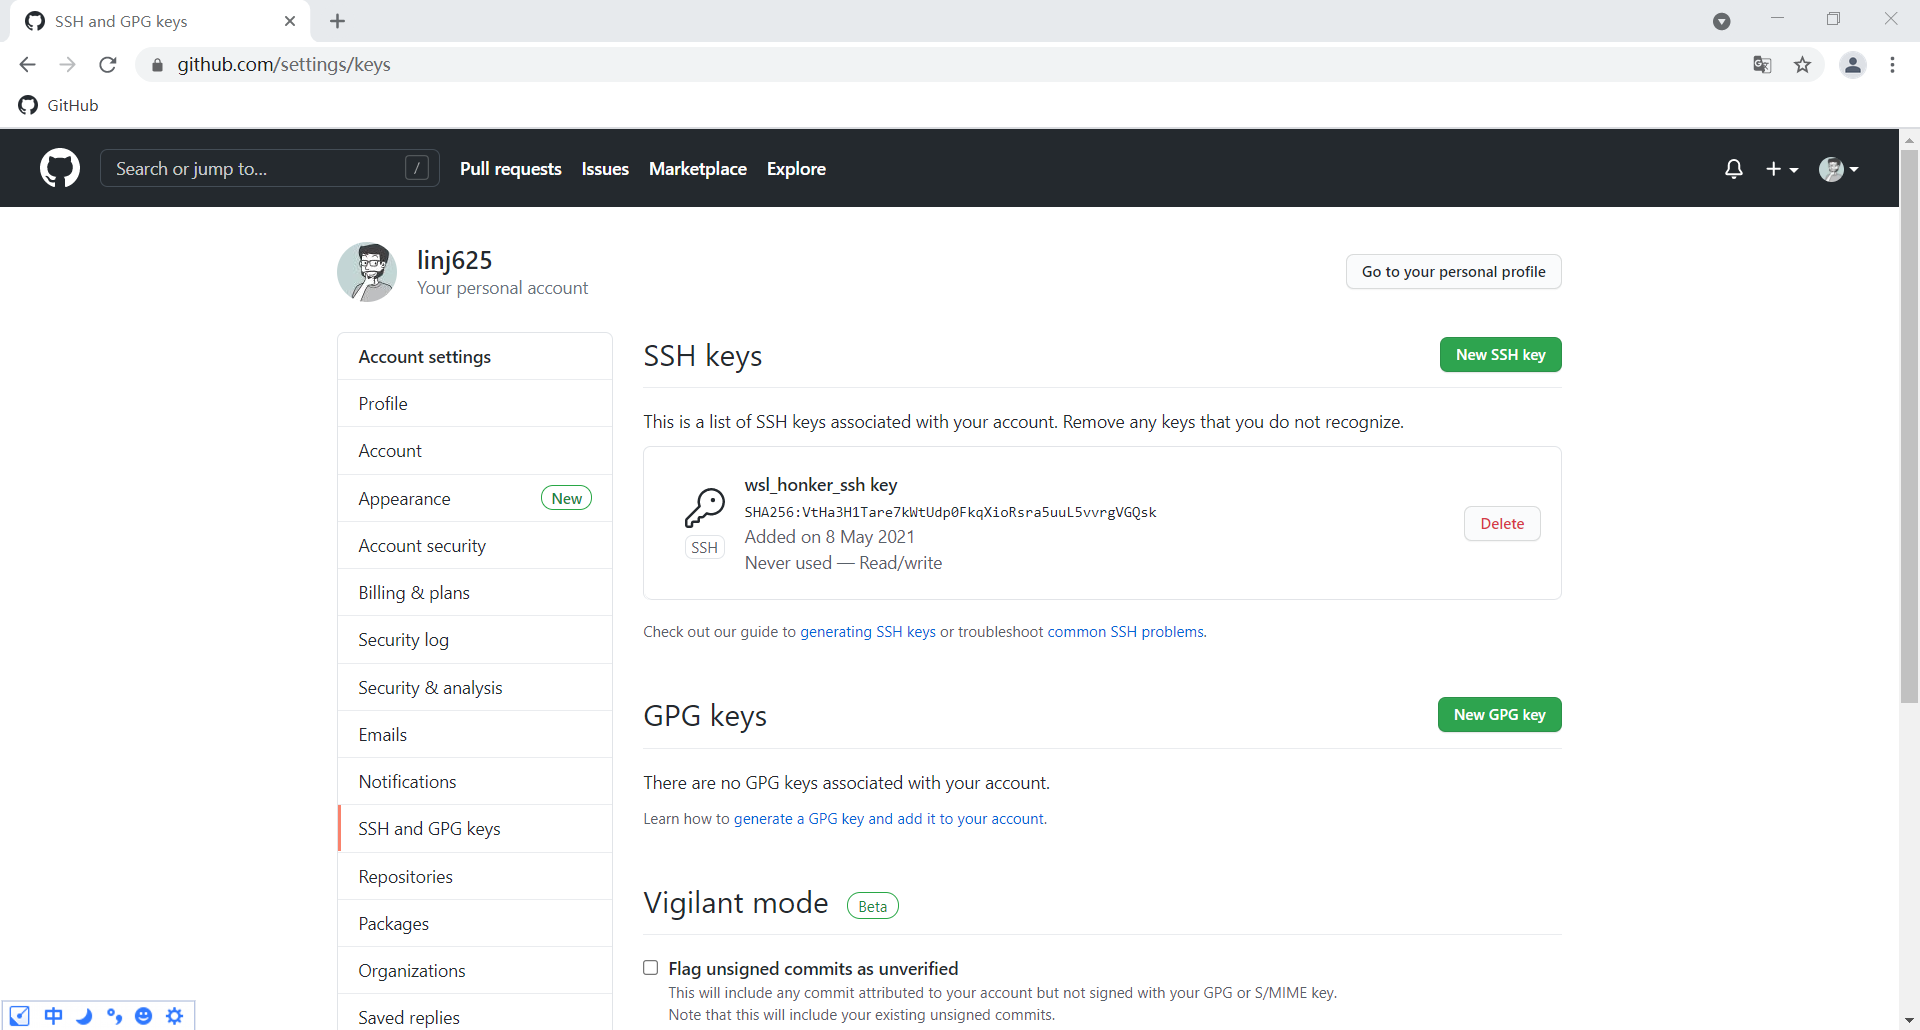 SSH and GPG keys
github.com/settings/keys
GitHub
Search or jump to... /
Pull requests Issues Marketplace Explore
linj625
Your personal account
Go to your personal profile
Account settings
Profile
Account
Appearance New
Account security
Billing & plans
Security log
Security & analysis
Emails
Notifications
SSH and GPG keys
Repositories
Packages
Organizations
Saved replies
SSH keys
New SSH key
This is a list of SSH keys associated with your account. Remove any keys that you do not recognize.
wsl_honker_ssh key
SHA256:VtHa3H1Tare7kWtUdp0FkqXioRsra5uuL5vvrgVGQsk
Added on 8 May 2021
Never used — Read/write
SSH
Delete
Check out our guide to generating SSH keys or troubleshoot common SSH problems.
GPG keys
New GPG key
There are no GPG keys associated with your account.
Learn how to generate a GPG key and add it to your account.
Vigilant mode Beta
Flag unsigned commits as unverified
This will include any commit attributed to your account but not signed with your GPG or S/MIME key.
Note that this will include your existing unsigned commits.
中